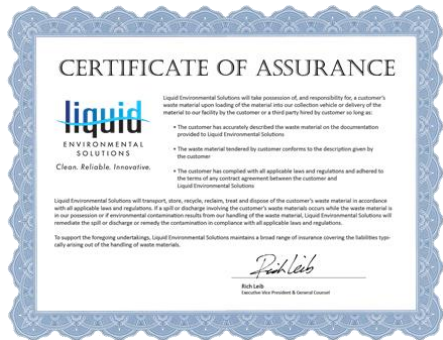 CERTIFICATE OF ASSURANCE
liquid
ENVIRONMENTAL
SOLUTIONS
Clean. Reliable. Innovative.
Liquid Environmental Solutions will take possession of, and responsibility for, a customer's
waste material upon loading of the material into our collection vehicle or delivery of the
material to our facility by the customer or a third party hired by customer so long as:
• The customer has accurately described the waste material on the documentation
provided to Liquid Environmental Solutions
• The waste material tendered by customer conforms to the description given by
the customer
• The customer has complied with all applicable laws and regulations and adhered to
the terms of any contract agreement between the customer and
Liquid Environmental Solutions
Liquid Environmental Solutions will transport, store, recycle, reclaim, treat and dispose of the customer's waste material in accordance
with all applicable laws and regulations. If a spill or discharge involving the customer's waste materials occurs while the waste material is
in our possession or if environmental contamination results from our handling of the waste material, Liquid Environmental Solutions will
remediate the spill or discharge or remedy the contamination in compliance with all applicable laws and regulations.
To support the foregoing undertakings, Liquid Environmental Solutions maintains a broad range of insurance covering the liabilities typi-
cally arising out of the handling of waste materials.
Rich Leib
Rich Leib
Executive Vice President & General Counsel